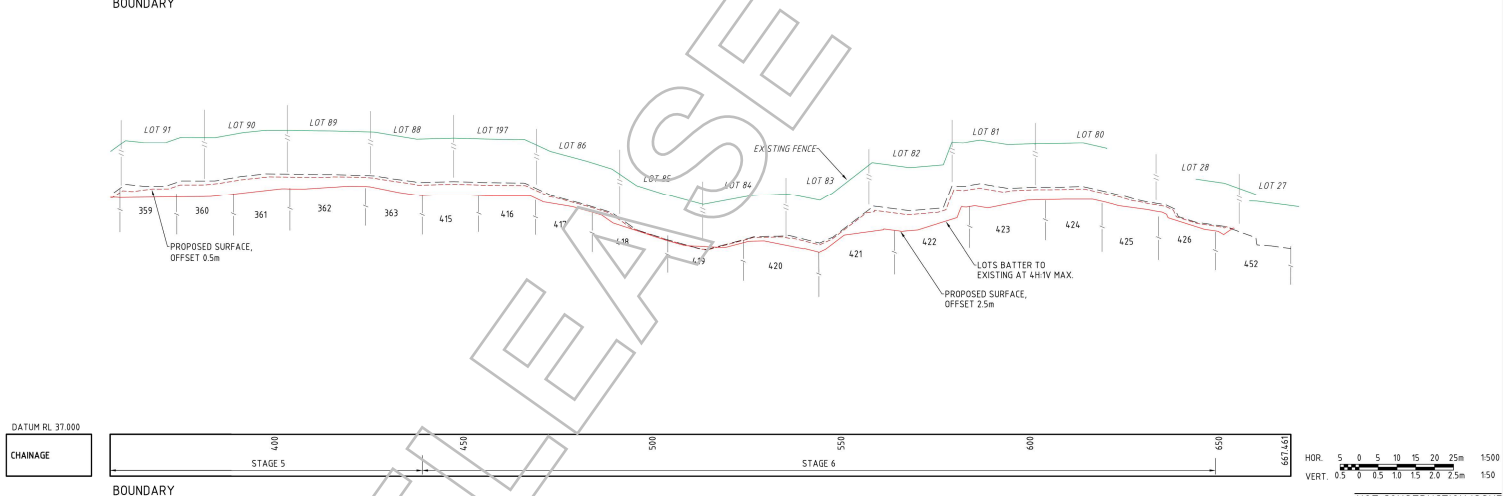 BOUNDARY
LOT 91
LOT 90
LOT 89
LOT 88
LOT 197
LOT 86
LOT 85
LOT 84
LOT 83
LOT 82
LOT 81
LOT 80
LOT 28
LOT 27
EXISTING FENCE
359
360
361
362
363
415
416
417
418
419
420
421
422
423
424
425
426
452
PROPOSED SURFACE,
OFFSET 0.5m
LOTS BATTER TO
EXISTING AT 4H:1V MAX.
PROPOSED SURFACE,
OFFSET 2.5m
DATUM RL 37.000
CHAINAGE
400
450
500
550
600
650
667.461
STAGE 5
STAGE 6
HOR. 5 0 5 10 15 20 25m 1:500
VERT. 0.5 0 0.5 1.0 1.5 2.0 2.5m 1:50
BOUNDARY